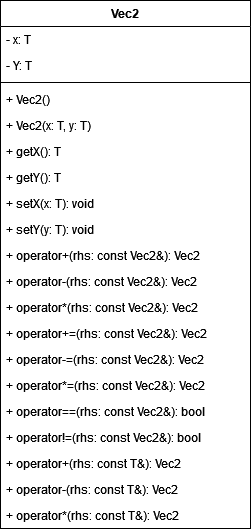 Vec2
- x: T
- Y: T
+ Vec2()
+ Vec2(x: T, y: T)
+ getX(): T
+ getY(): T
+ setX(x: T): void
+ setY(y: T): void
+ operator+(rhs: const Vec2&): Vec2
+ operator-(rhs: const Vec2&): Vec2
+ operator*(rhs: const Vec2&): Vec2
+ operator+=(rhs: const Vec2&): Vec2
+ operator-=(rhs: const Vec2&): Vec2
+ operator*=(rhs: const Vec2&): Vec2
+ operator==(rhs: const Vec2&): bool
+ operator!=(rhs: const Vec2&): bool
+ operator+(rhs: const T&): Vec2
+ operator-(rhs: const T&): Vec2
+ operator*(rhs: const T&): Vec2